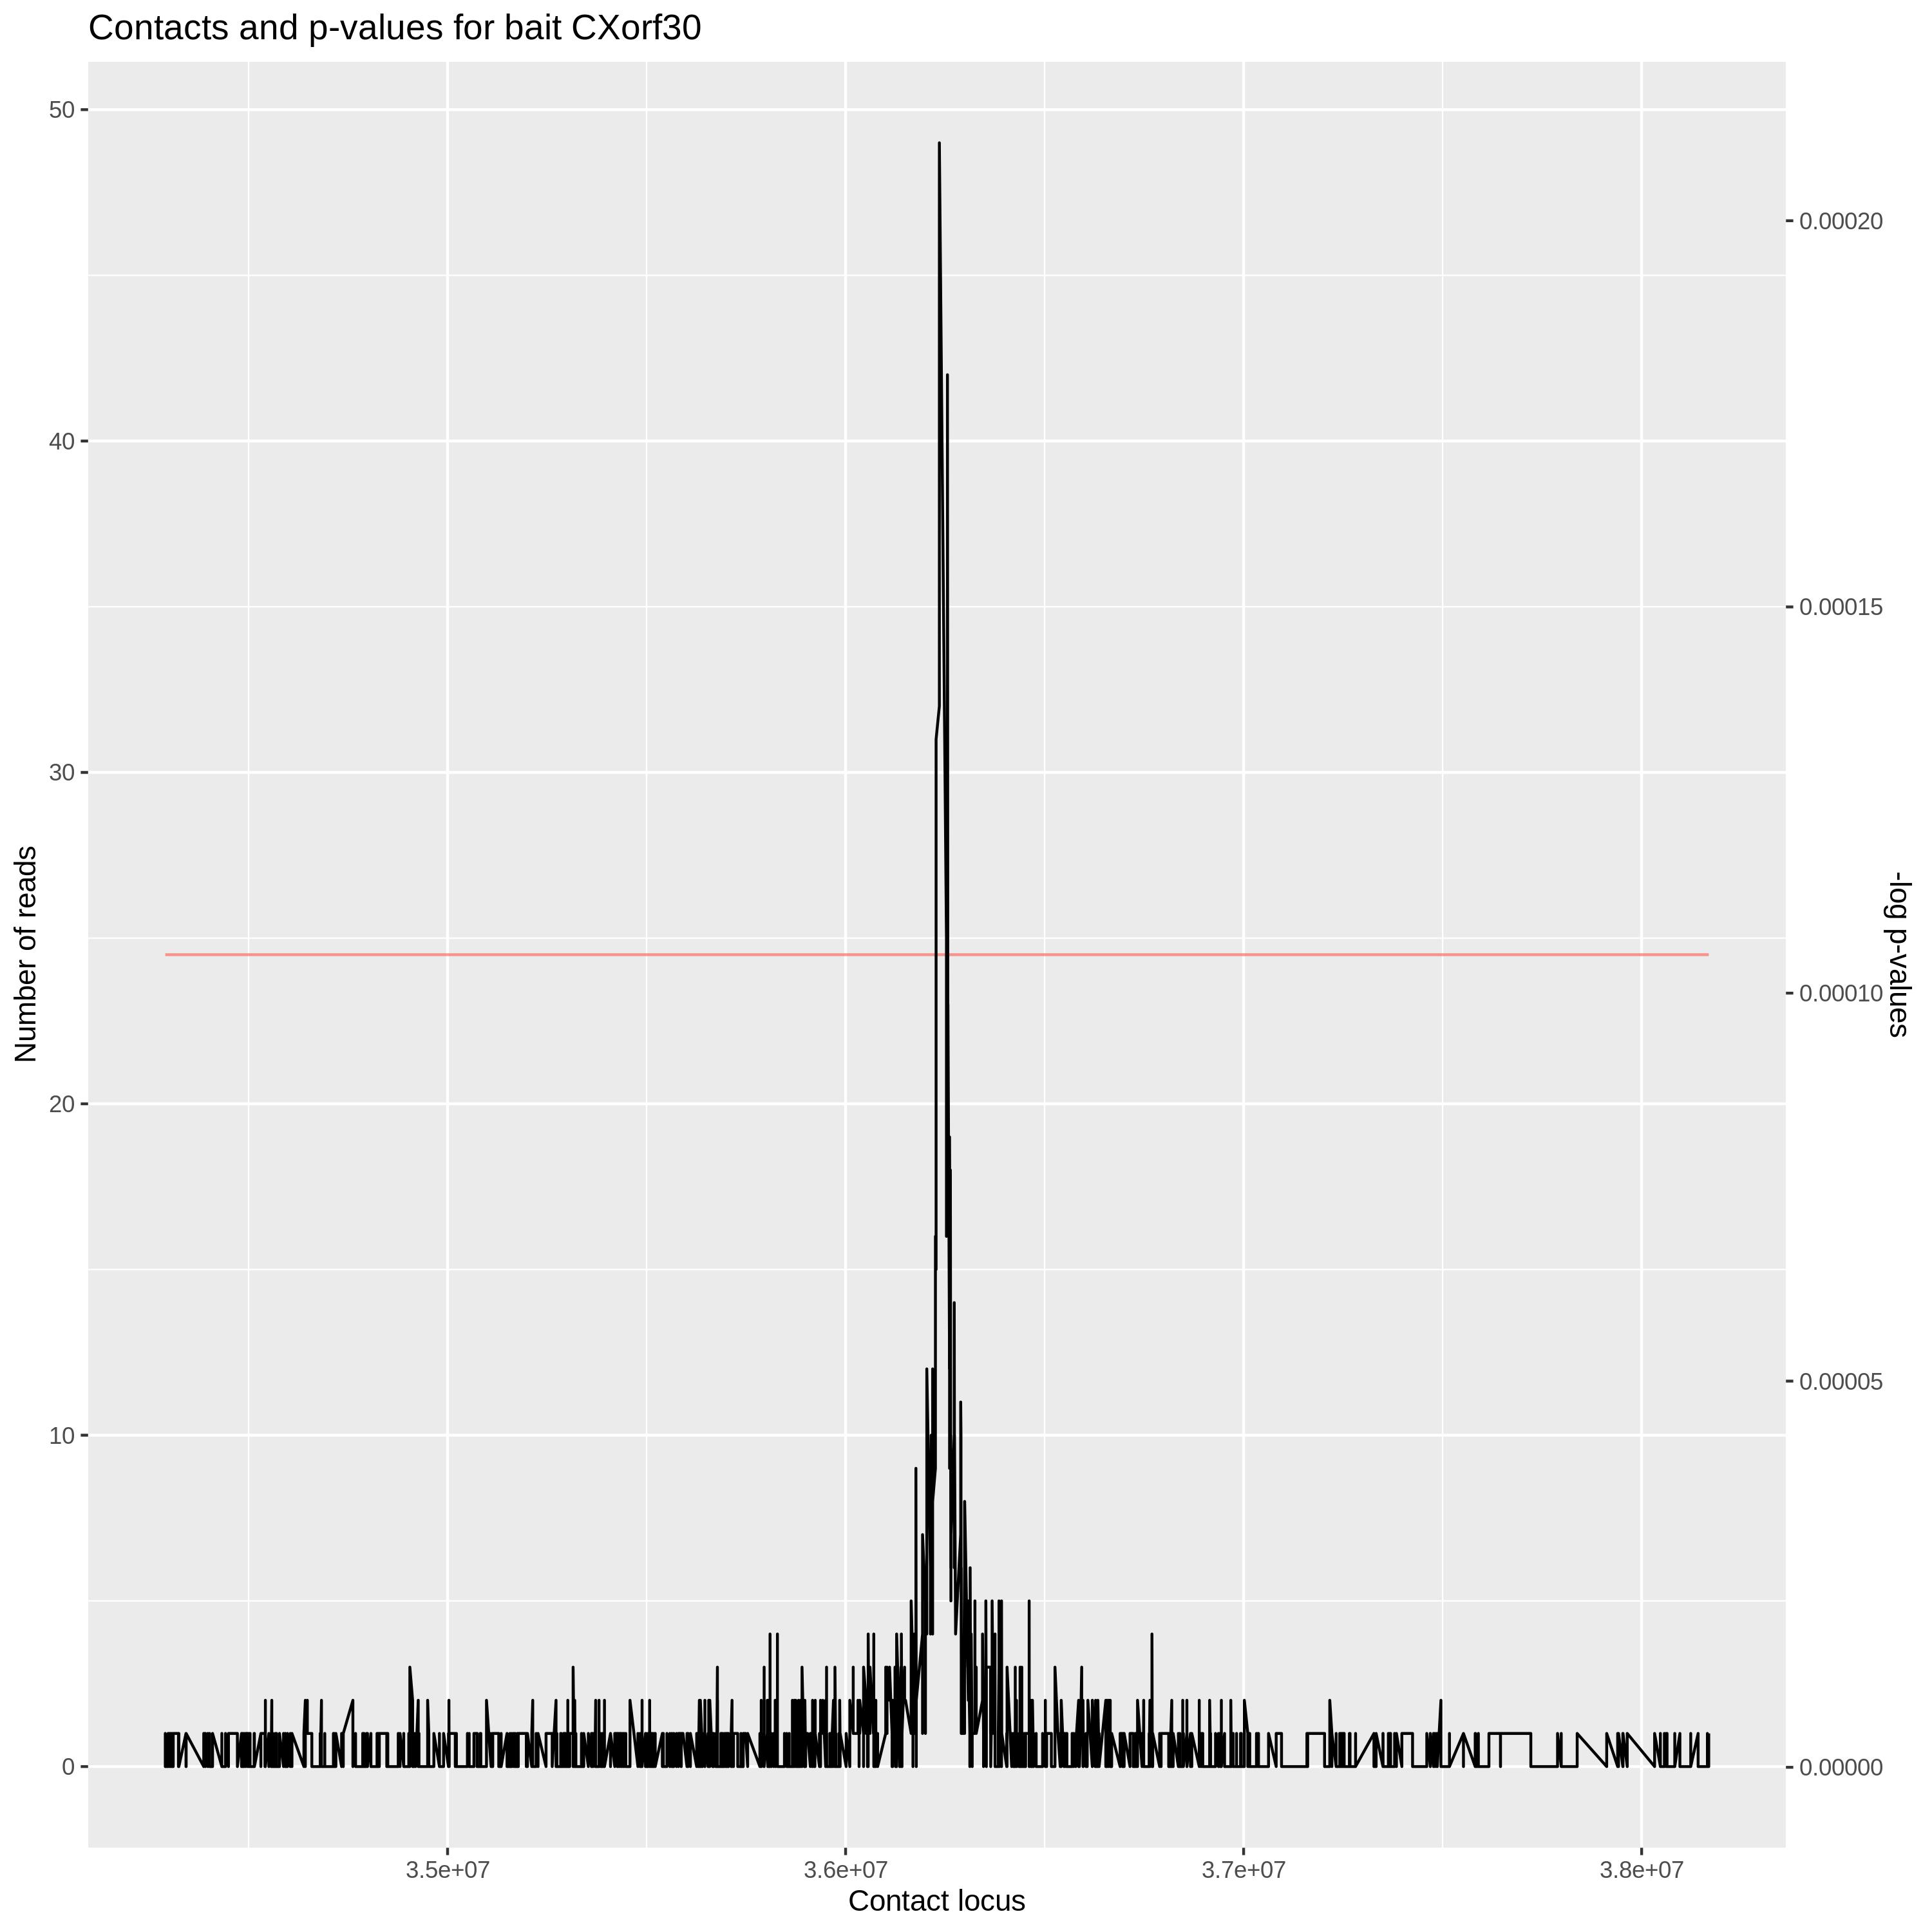 Contacts and p-values for bait CXorf30
50
40
30
20
10
0
Number of reads
0.00020
0.00015
0.00010
0.00005
0.00000
-log p-values
3.5e+07
3.6e+07
3.7e+07
3.8e+07
Contact locus